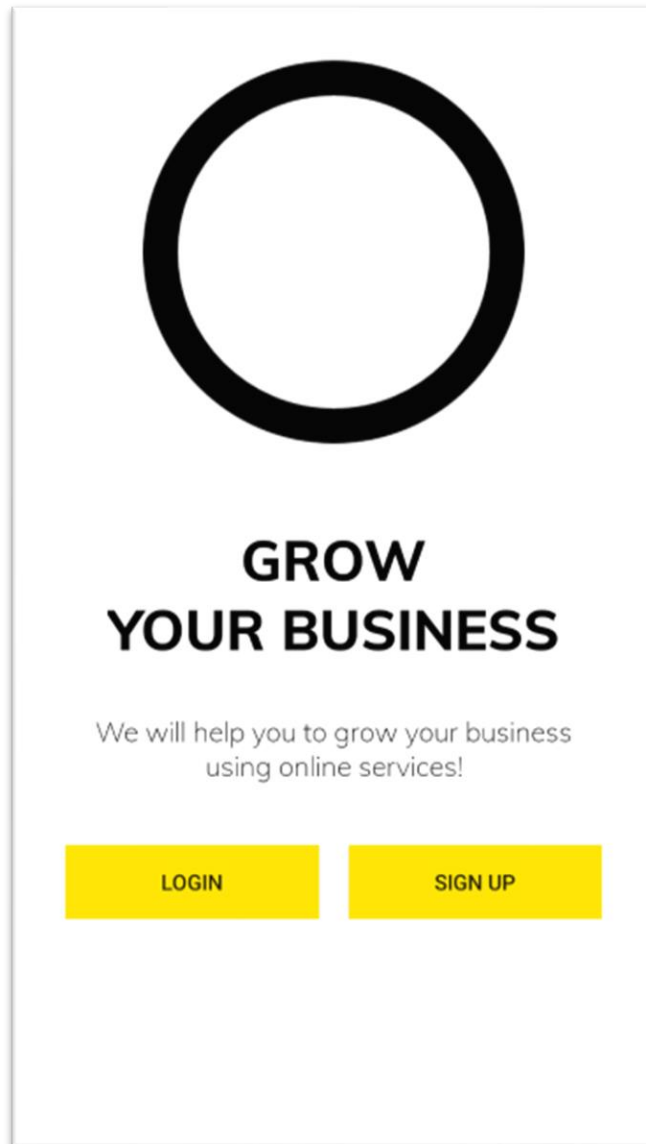 GROW
YOUR BUSINESS
We will help you to grow your business
using online services!
LOGIN
SIGN UP